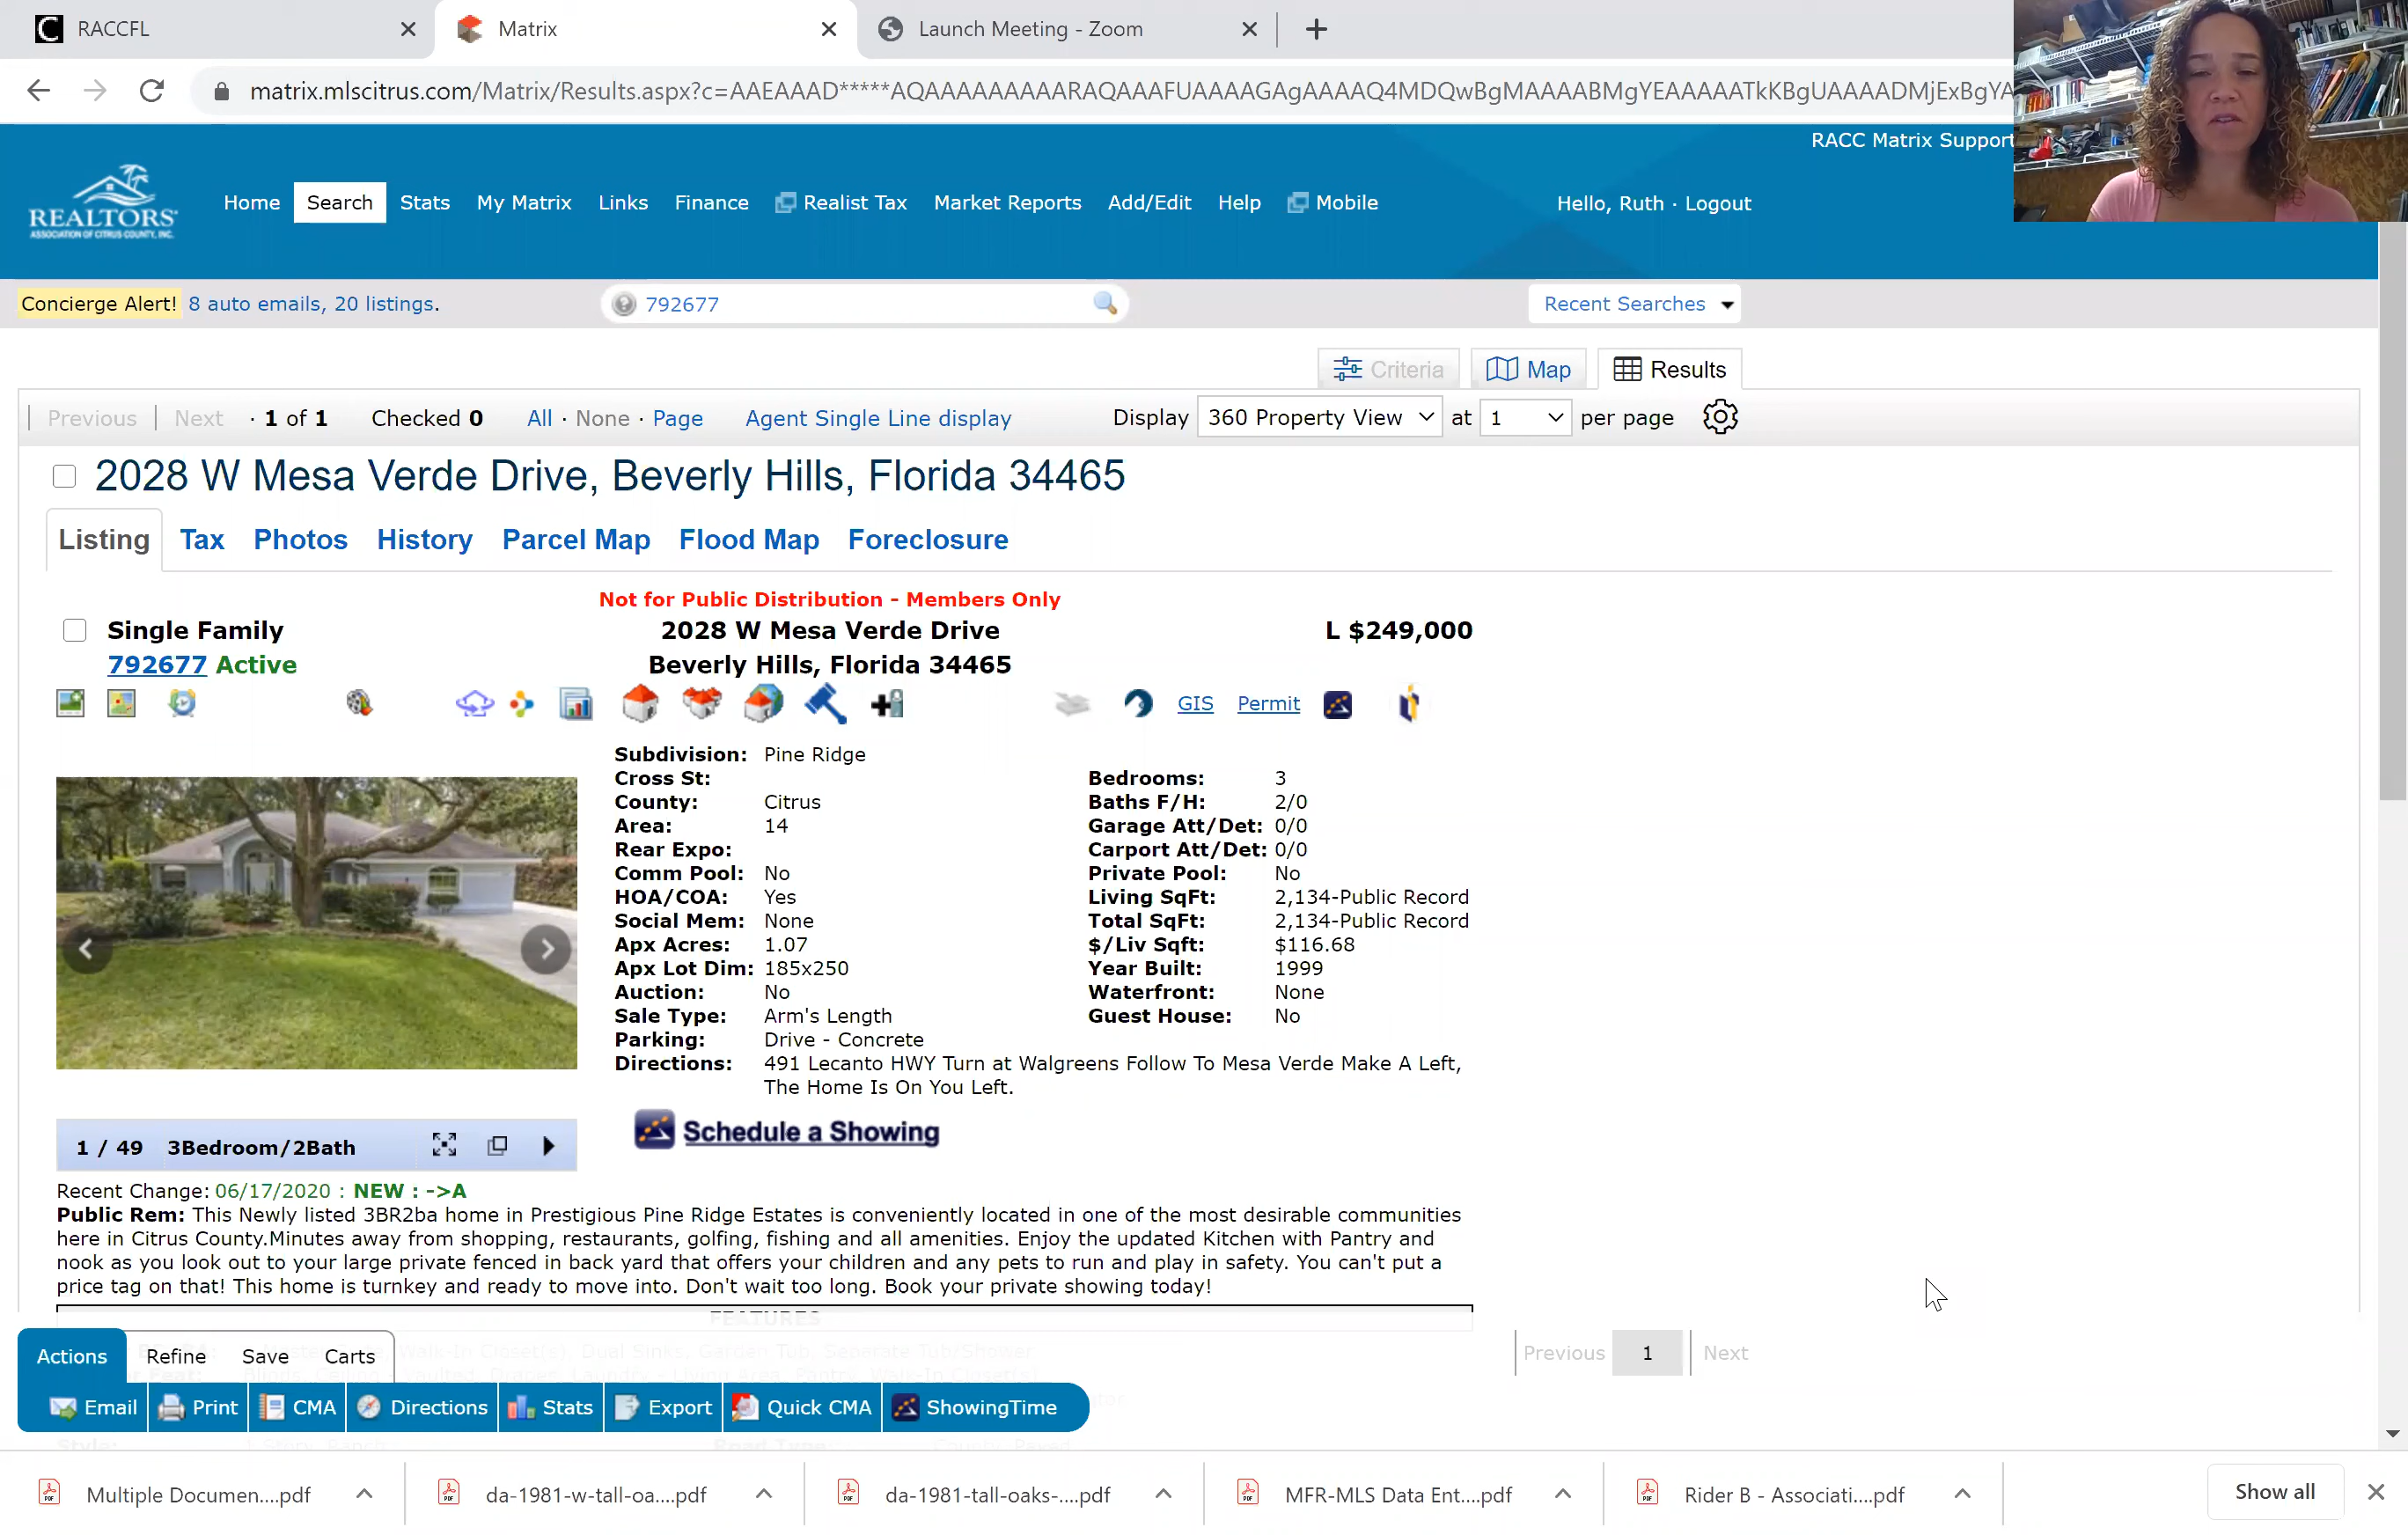 RACCFL
Matrix
Launch Meeting - Zoom
matrix.mlscitrus.com/Matrix/Results.aspx?c=AAEAAAD*****AQAAAAAAAAARAQAAAFUAAAAGAgAAAAQ4MDQwBgMAAAABMgYEAAAAATkKBgUAAAADMjExBgYA
RACC Matrix Support
REALTORS
ASSOCIATION OF CITRUS COUNTY, INC.
Home Search Stats My Matrix Links Finance Realist Tax Market Reports Add/Edit Help Mobile
Hello, Ruth · Logout
Concierge Alert! 8 auto emails, 20 listings.
792677
Recent Searches
Criteria Map Results
Previous Next · 1 of 1 Checked 0 All · None · Page Agent Single Line display Display 360 Property View at 1 per page
2028 W Mesa Verde Drive, Beverly Hills, Florida 34465
Listing Tax Photos History Parcel Map Flood Map Foreclosure
Not for Public Distribution - Members Only
Single Family 2028 W Mesa Verde Drive L $249,000
792677 Active Beverly Hills, Florida 34465
GIS Permit
Subdivision: Pine Ridge
Cross St: Bedrooms: 3
County: Citrus Baths F/H: 2/0
Area: 14 Garage Att/Det: 0/0
Rear Expo: Carport Att/Det: 0/0
Comm Pool: No Private Pool: No
HOA/COA: Yes Living SqFt: 2,134-Public Record
Social Mem: None Total SqFt: 2,134-Public Record
Apx Acres: 1.07 $/Liv Sqft: $116.68
Apx Lot Dim: 185x250 Year Built: 1999
Auction: No Waterfront: None
Sale Type: Arm's Length Guest House: No
Parking: Drive - Concrete
Directions: 491 Lecanto HWY Turn at Walgreens Follow To Mesa Verde Make A Left,
The Home Is On You Left.
Schedule a Showing
1 / 49 3Bedroom/2Bath
Recent Change: 06/17/2020 : NEW : ->A
Public Rem: This Newly listed 3BR2ba home in Prestigious Pine Ridge Estates is conveniently located in one of the most desirable communities
here in Citrus County.Minutes away from shopping, restaurants, golfing, fishing and all amenities. Enjoy the updated Kitchen with Pantry and
nook as you look out to your large private fenced in back yard that offers your children and any pets to run and play in safety. You can't put a
price tag on that! This home is turnkey and ready to move into. Don't wait too long. Book your private showing today!
FEATURES
Actions Refine Save Carts
Previous 1 Next
Email Print CMA Directions Stats Export Quick CMA ShowingTime
Multiple Documen....pdf
da-1981-w-tall-oa....pdf
da-1981-tall-oaks-....pdf
MFR-MLS Data Ent....pdf
Rider B - Associati....pdf
Show all